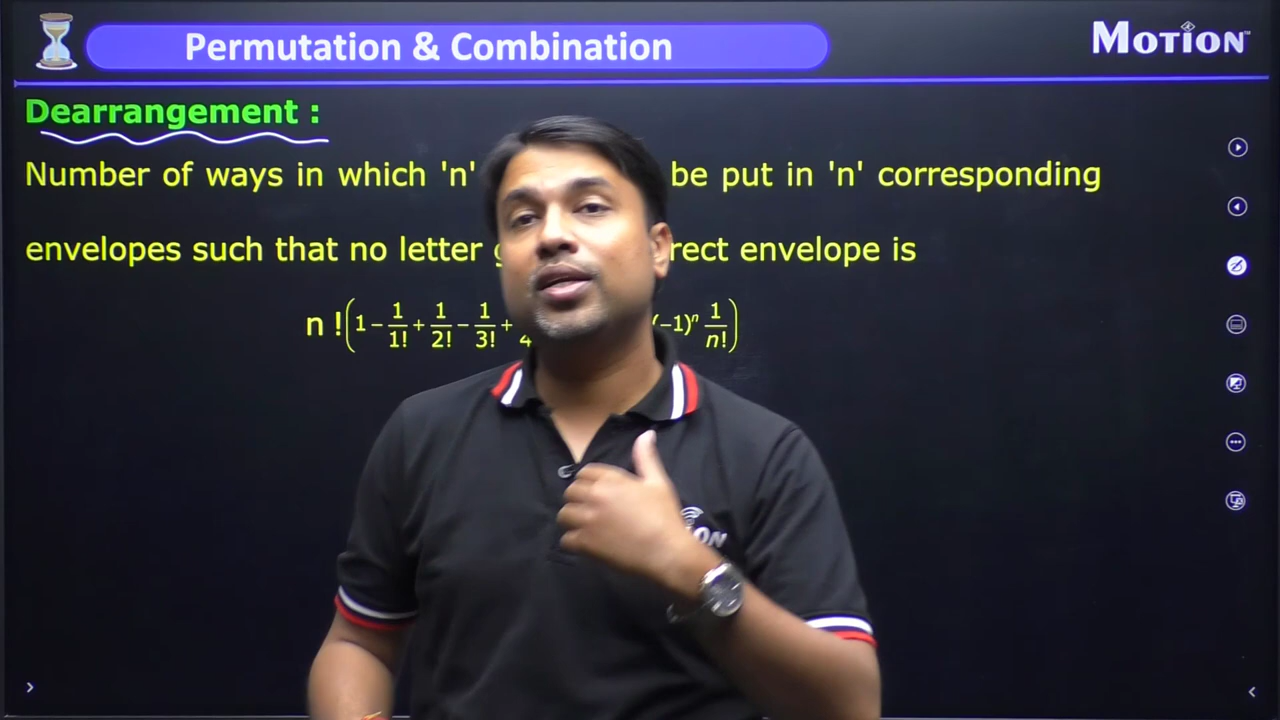 Permutation & Combination
MOTION
Dearrangement :
Number of ways in which 'n' be put in 'n' corresponding
envelopes such that no letter envelope is
n !(1 - 1/1! + 1/2! - 1/3! + (-1)ⁿ 1/n!)